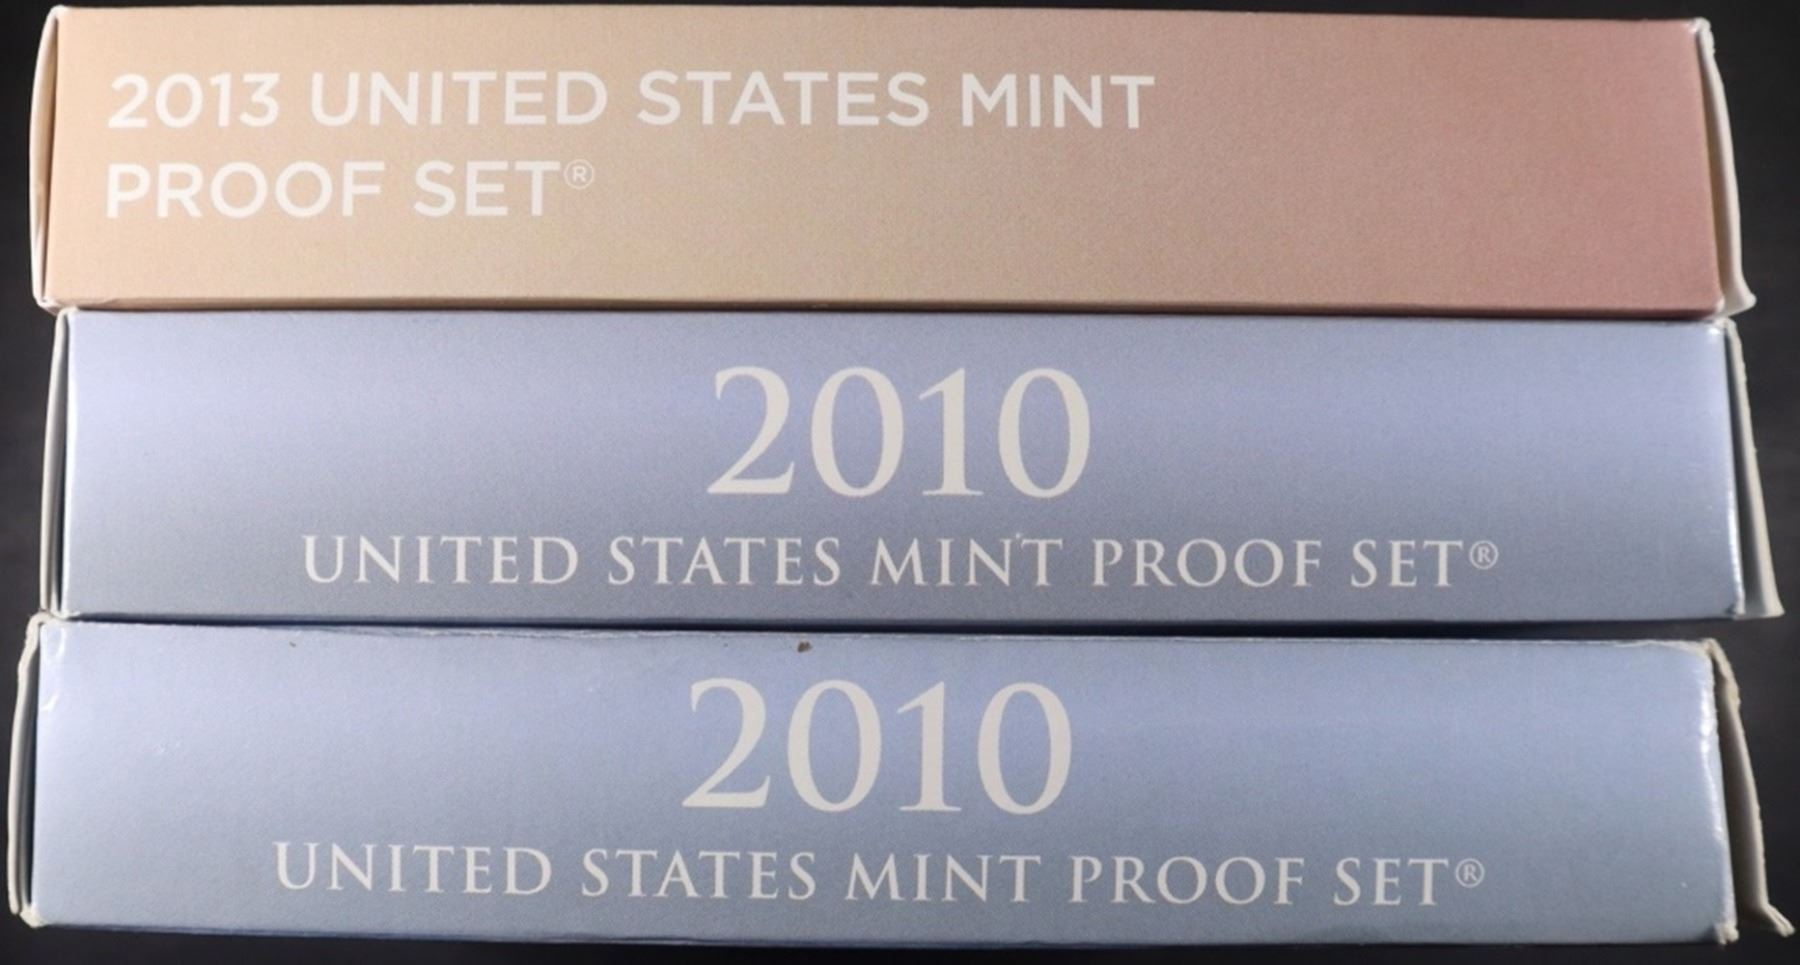 2013 UNITED STATES MINT
PROOF SET®
2010
UNITED STATES MINT PROOF SET®
2010
UNITED STATES MINT PROOF SET®